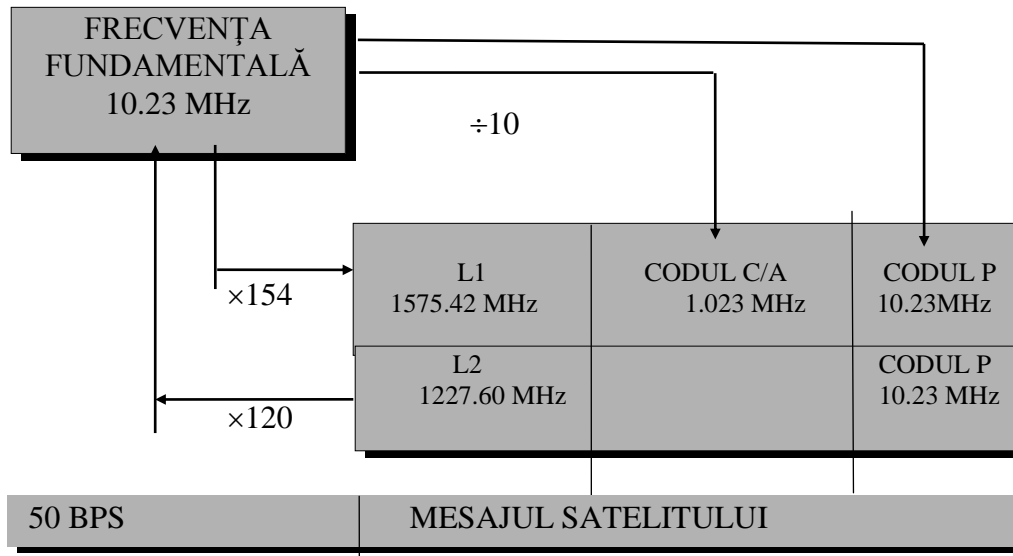 FRECVENŢA
FUNDAMENTALĂ
10.23 MHz
÷10
×154
L1
1575.42 MHz
CODUL C/A
1.023 MHz
CODUL P
10.23MHz
L2
1227.60 MHz
CODUL P
10.23 MHz
×120
50 BPS
MESAJUL SATELITULUI